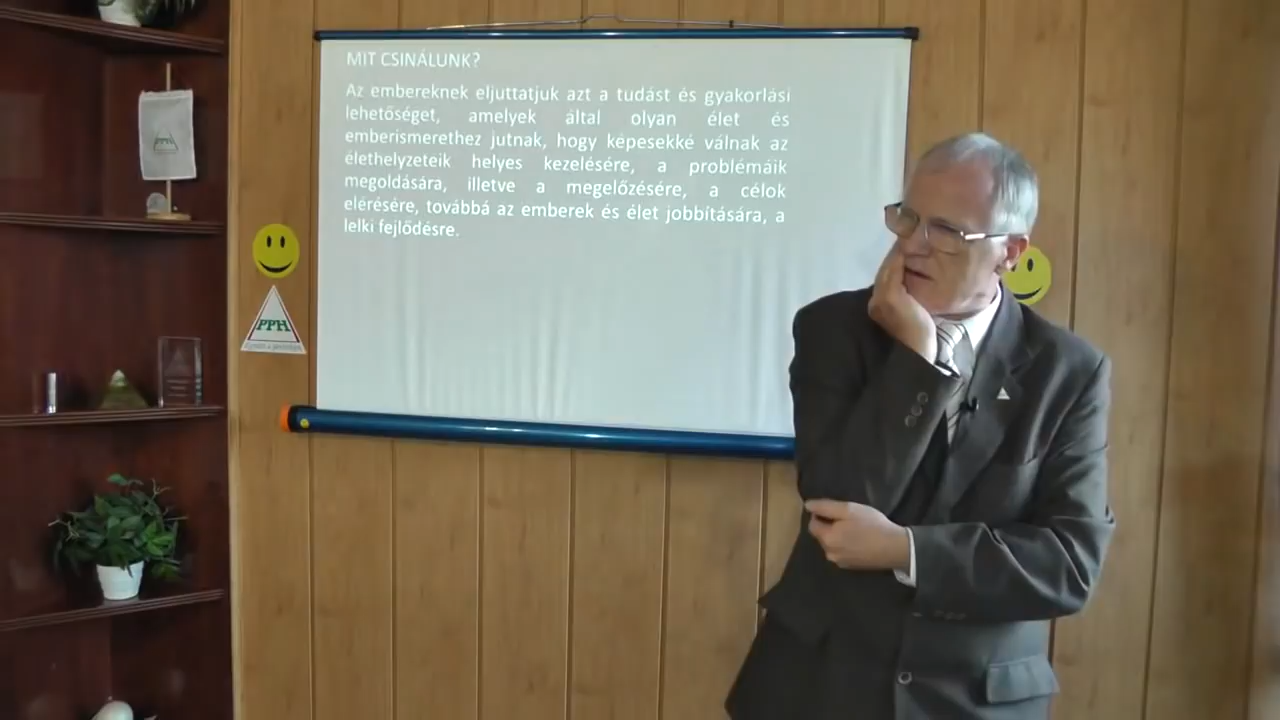 MIT CSINÁLUNK?
Az embereknek eljuttatjuk azt a tudást és gyakorlási
lehetőséget, amelyek által olyan élet és
emberismerethez jutnak, hogy képesekké válnak az
élethelyzeteik helyes kezelésére, a problémáik
megoldására, illetve a megelőzésére, a célok
elérésére, továbbá az emberek és élet jobbítására, a
lelki fejlődésre.
PPH